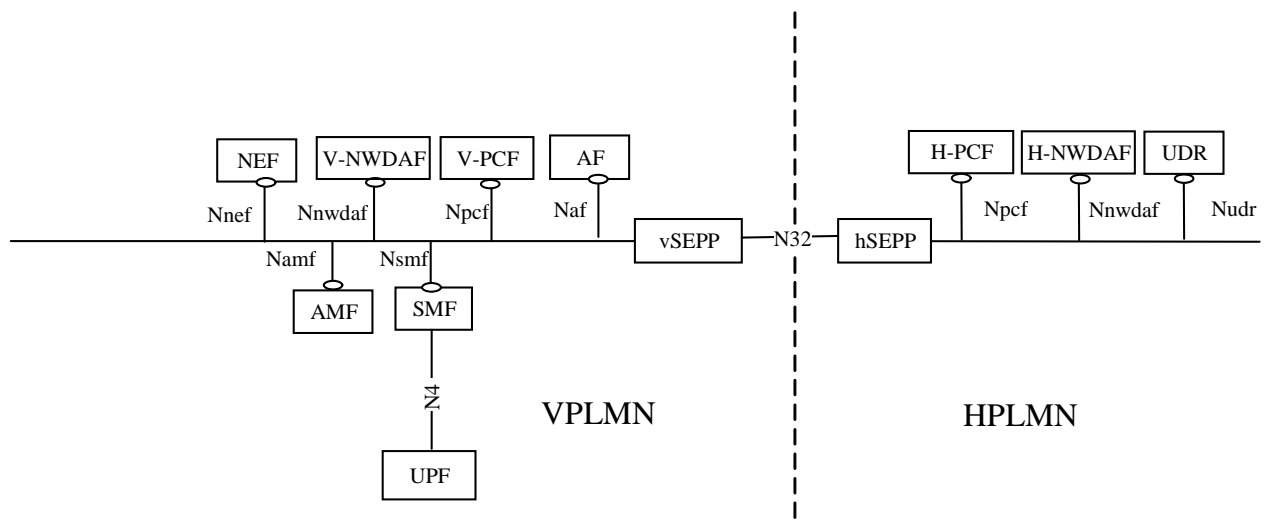 NEF
V-NWDAF
V-PCF
AF
H-PCF
H-NWDAF
UDR
Nnef
Nnwdaf
Npcf
Naf
Npcf
Nnwdaf
Nudr
vSEPP
N32
hSEPP
Namf
Nsmf
AMF
SMF
N4
VPLMN
HPLMN
UPF